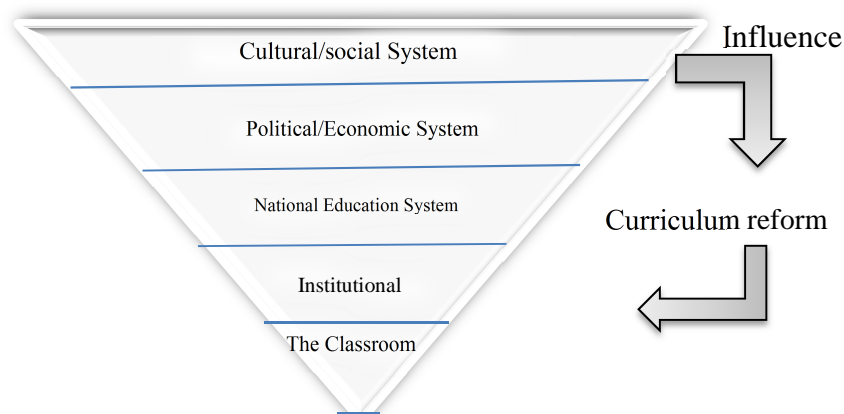 Influence
Cultural/social System
Political/Economic System
National Education System
Curriculum reform
Institutional
The Classroom